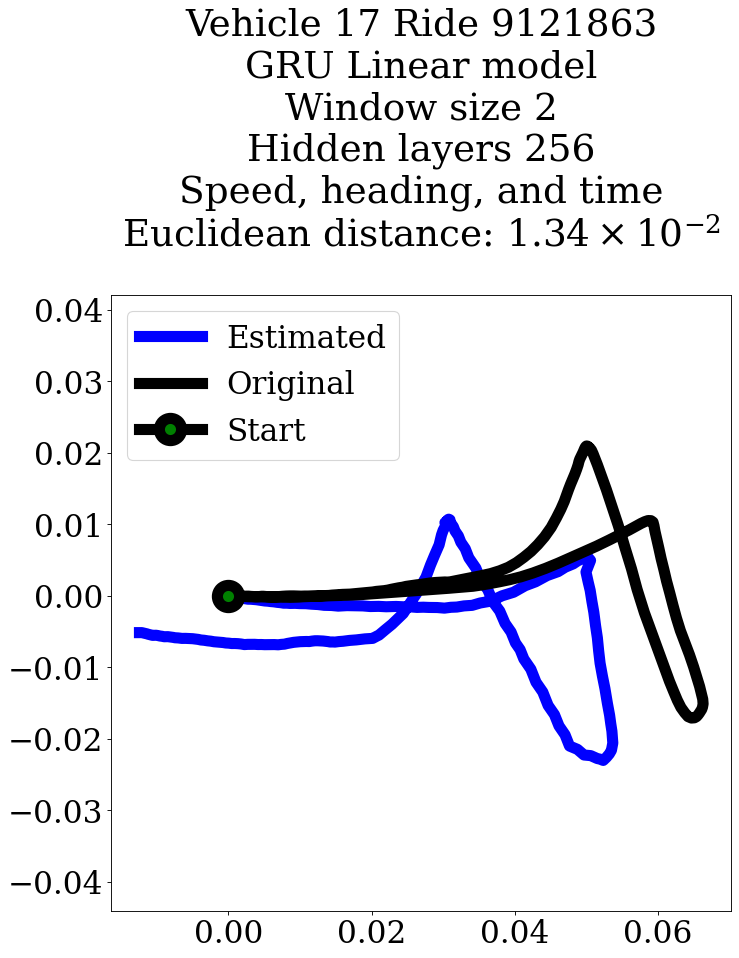 Vehicle 17 Ride 9121863
GRU Linear model
Window size 2
Hidden layers 256
Speed, heading, and time
Euclidean distance: 1.34 × 10⁻²
Estimated
Original
Start
0.04
0.03
0.02
0.01
0.00
−0.01
−0.02
−0.03
−0.04
0.00 0.02 0.04 0.06